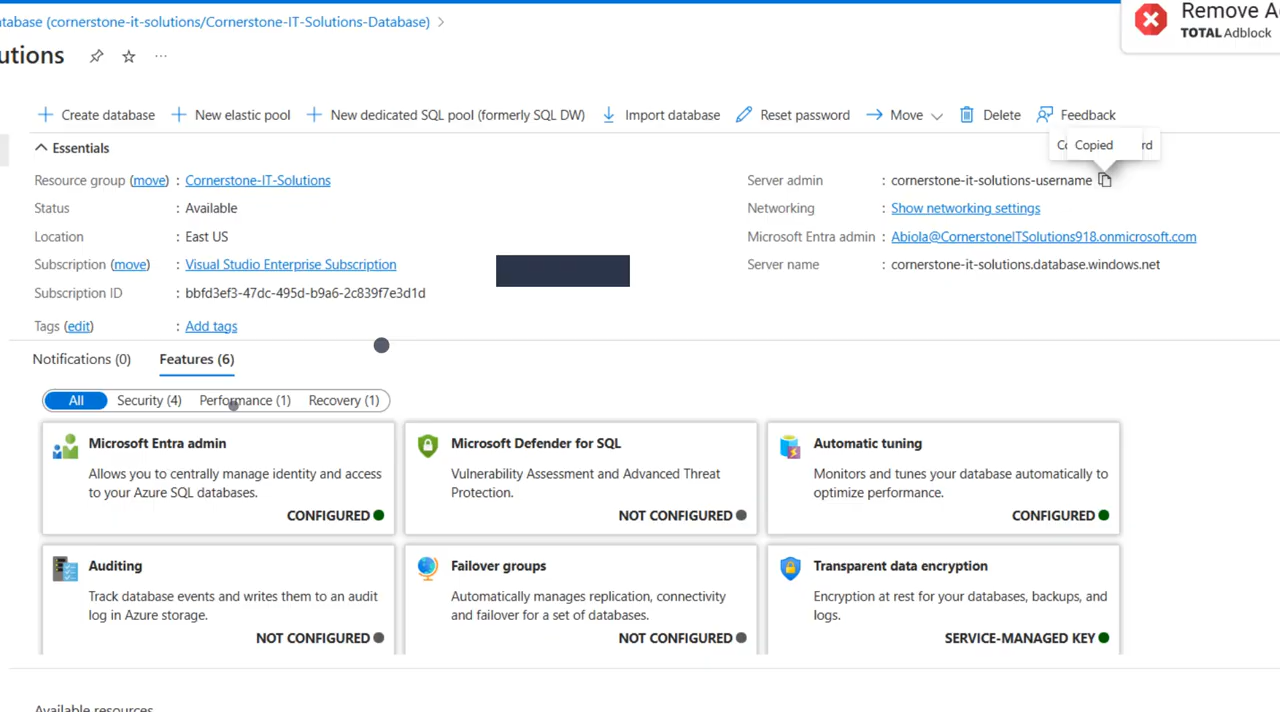 atabase (cornerstone-it-solutions/Cornerstone-IT-Solutions-Database)
Remove A
TOTAL Adblock
utions
Create database
New elastic pool
New dedicated SQL pool (formerly SQL DW)
Import database
Reset password
Move
Delete
Feedback
Copied
Essentials
Resource group (move) : Cornerstone-IT-Solutions
Status : Available
Location : East US
Subscription (move) : Visual Studio Enterprise Subscription
Subscription ID : bbfd3ef3-47dc-495d-b9a6-2c839f7e3d1d
Tags (edit) : Add tags
Server admin : cornerstone-it-solutions-username
Networking : Show networking settings
Microsoft Entra admin : Abiola@CornerstoneITSolutions918.onmicrosoft.com
Server name : cornerstone-it-solutions.database.windows.net
Notifications (0)
Features (6)
All
Security (4)
Performance (1)
Recovery (1)
Microsoft Entra admin
Allows you to centrally manage identity and access
to your Azure SQL databases.
CONFIGURED
Microsoft Defender for SQL
Vulnerability Assessment and Advanced Threat
Protection.
NOT CONFIGURED
Automatic tuning
Monitors and tunes your database automatically to
optimize performance.
CONFIGURED
Auditing
Track database events and writes them to an audit
log in Azure storage.
NOT CONFIGURED
Failover groups
Automatically manages replication, connectivity
and failover for a set of databases.
NOT CONFIGURED
Transparent data encryption
Encryption at rest for your databases, backups, and
logs.
SERVICE-MANAGED KEY
Available resources